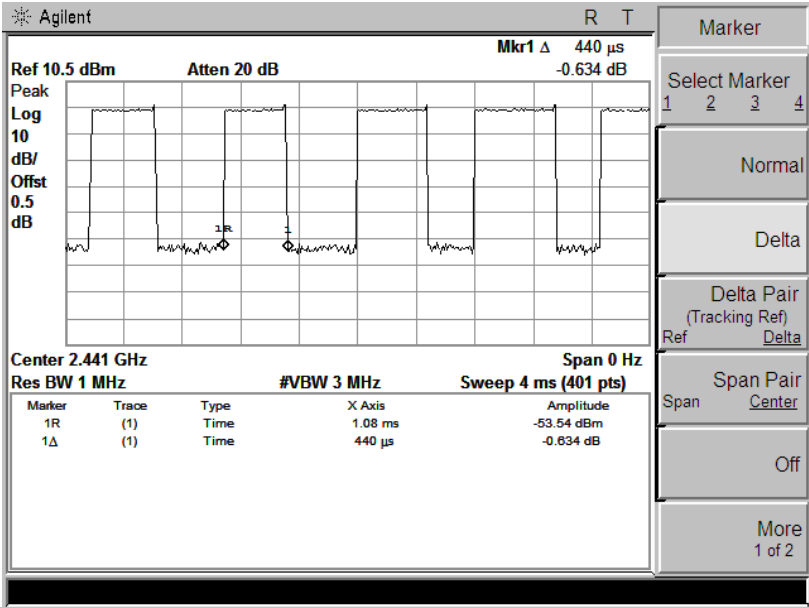 Agilent
R T
Mkr1 Δ 440 µs
-0.634 dB
Ref 10.5 dBm
Atten 20 dB
Peak
Log
10
dB/
Offst
0.5
dB
1R
1
Center 2.441 GHz
Span 0 Hz
Res BW 1 MHz
#VBW 3 MHz
Sweep 4 ms (401 pts)
Marker Trace Type X Axis Amplitude
1R (1) Time 1.08 ms -53.54 dBm
1Δ (1) Time 440 µs -0.634 dB
Marker
Select Marker
1 2 3 4
Normal
Delta
Delta Pair
(Tracking Ref)
Ref Delta
Span Pair
Span Center
Off
More
1 of 2